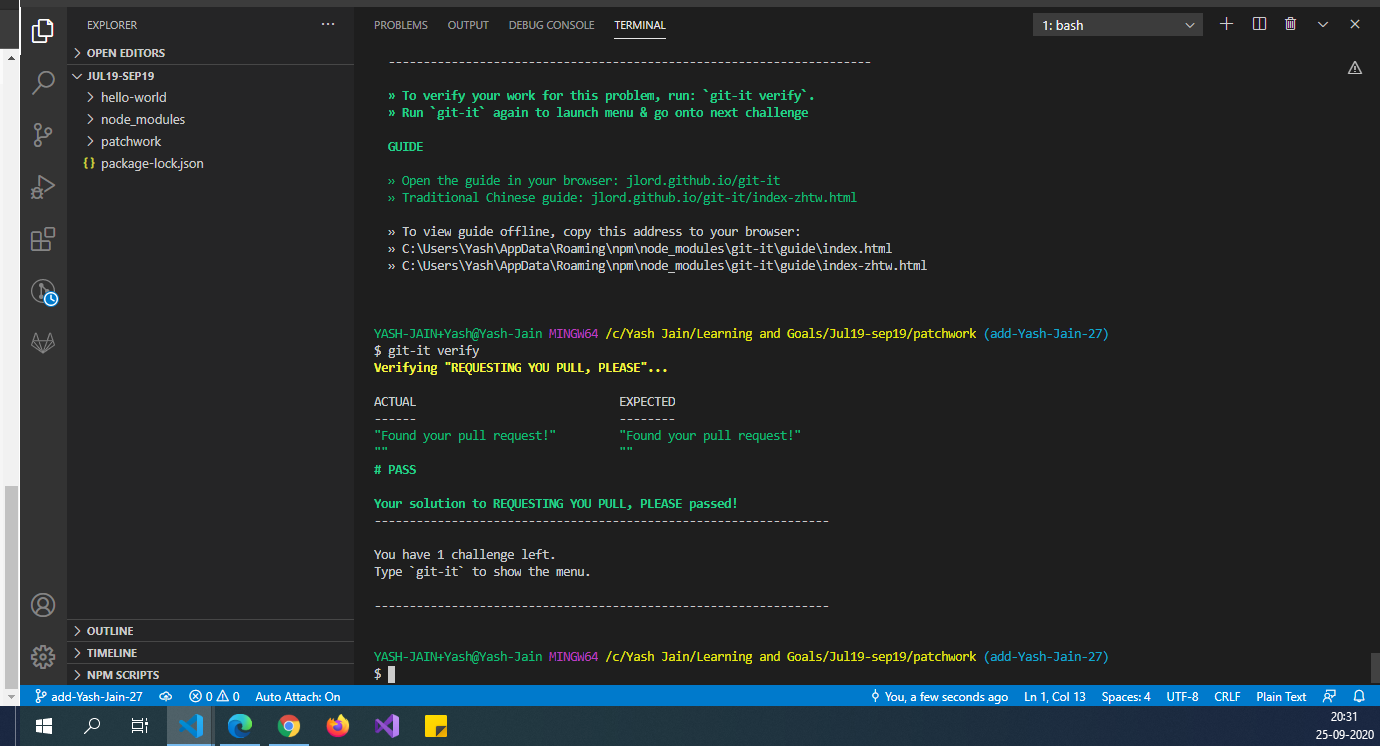 EXPLORER
OPEN EDITORS
JUL19-SEP19
hello-world
node_modules
patchwork
{} package-lock.json
OUTLINE
TIMELINE
NPM SCRIPTS
PROBLEMS OUTPUT DEBUG CONSOLE TERMINAL 1: bash
---------------------------------------------------------------------
» To verify your work for this problem, run: `git-it verify`.
» Run `git-it` again to launch menu & go onto next challenge
GUIDE
» Open the guide in your browser: jlord.github.io/git-it
» Traditional Chinese guide: jlord.github.io/git-it/index-zhtw.html
» To view guide offline, copy this address to your browser:
» C:\Users\Yash\AppData\Roaming\npm\node_modules\git-it\guide\index.html
» C:\Users\Yash\AppData\Roaming\npm\node_modules\git-it\guide\index-zhtw.html
YASH-JAIN+Yash@Yash-Jain MINGW64 /c/Yash Jain/Learning and Goals/Jul19-sep19/patchwork (add-Yash-Jain-27)
$ git-it verify
Verifying "REQUESTING YOU PULL, PLEASE"...
ACTUAL EXPECTED
------ --------
"Found your pull request!" "Found your pull request!"
"" ""
# PASS
Your solution to REQUESTING YOU PULL, PLEASE passed!
-----------------------------------------------------------------
You have 1 challenge left.
Type `git-it` to show the menu.
-----------------------------------------------------------------
YASH-JAIN+Yash@Yash-Jain MINGW64 /c/Yash Jain/Learning and Goals/Jul19-sep19/patchwork (add-Yash-Jain-27)
$
add-Yash-Jain-27 0 0 Auto Attach: On You, a few seconds ago Ln 1, Col 13 Spaces: 4 UTF-8 CRLF Plain Text
20:31
25-09-2020